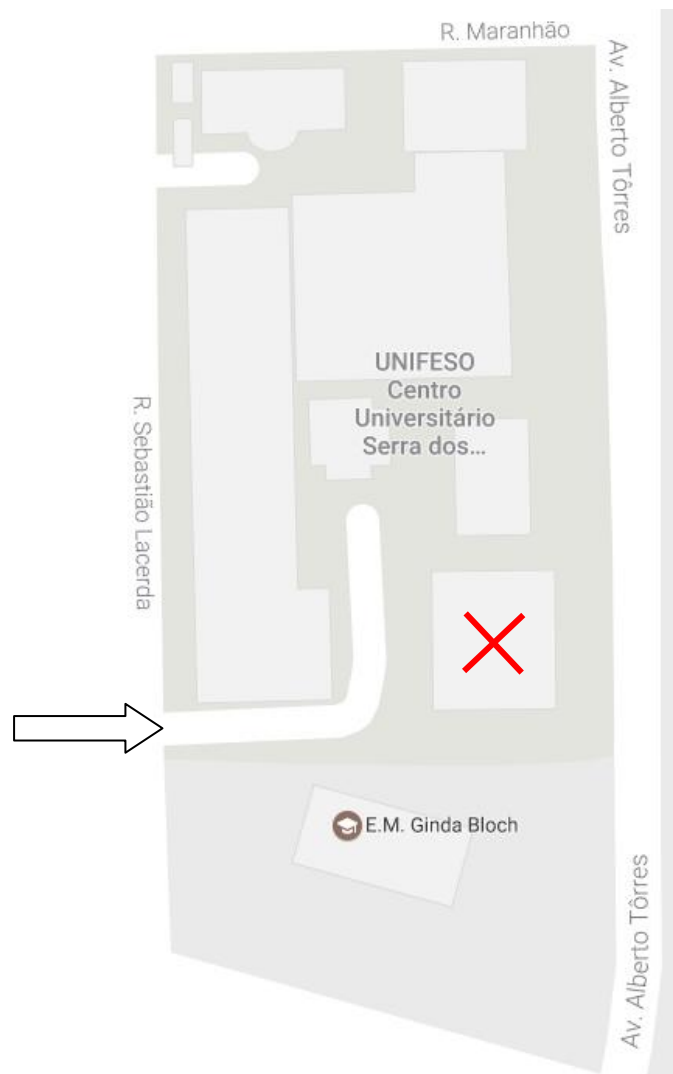 R. Maranhão
Av. Alberto Tôrres
UNIFESO
Centro
Universitário
Serra dos...
R. Sebastião Lacerda
E.M. Ginda Bloch
Av. Alberto Tôrres